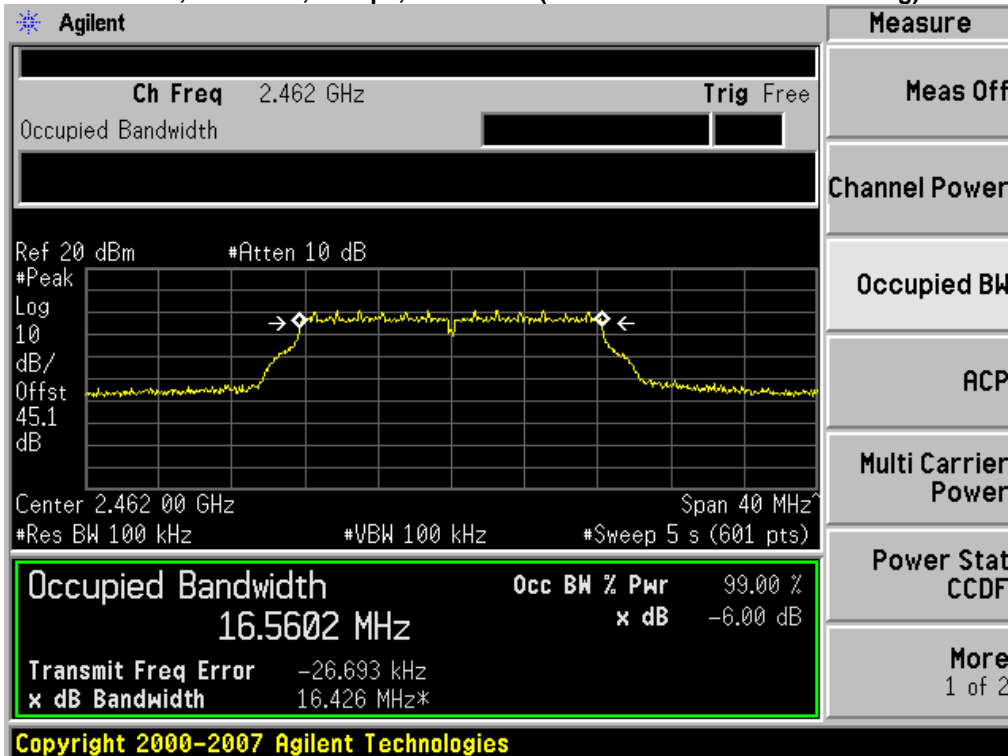 Agilent
Measure
Ch Freq 2.462 GHz Trig Free
Meas Off
Occupied Bandwidth
Channel Power
Ref 20 dBm #Atten 10 dB
#Peak
Log
10
dB/
Offst
45.1
dB
Occupied BW
ACP
Multi Carrier
Power
Center 2.462 00 GHz Span 40 MHz^
#Res BW 100 kHz #VBW 100 kHz #Sweep 5 s (601 pts)
Power Stat
CCDF
Occupied Bandwidth Occ BW % Pwr 99.00 %
16.5602 MHz x dB -6.00 dB
Transmit Freq Error -26.693 kHz
x dB Bandwidth 16.426 MHz*
More
1 of 2
Copyright 2000-2007 Agilent Technologies